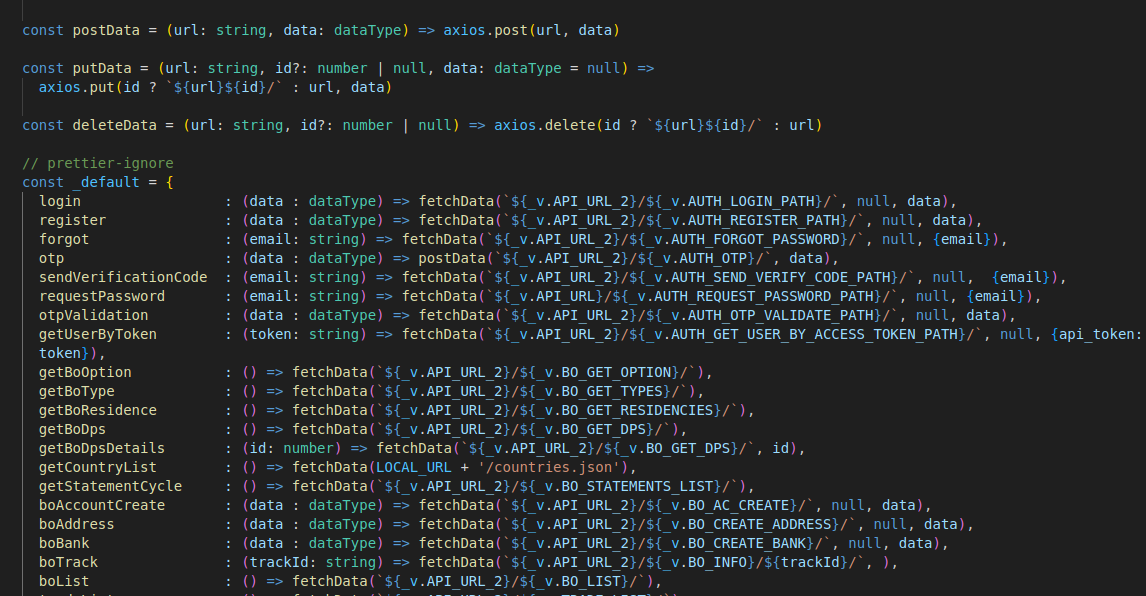 const postData = (url: string, data: dataType) => axios.post(url, data)
const putData = (url: string, id?: number | null, data: dataType = null) =>
axios.put(id ? `${url}${id}/` : url, data)
const deleteData = (url: string, id?: number | null) => axios.delete(id ? `${url}${id}/` : url)
// prettier-ignore
const _default = {
login : (data : dataType) => fetchData(`${_v.API_URL_2}/${_v.AUTH_LOGIN_PATH}/`, null, data),
register : (data : dataType) => fetchData(`${_v.API_URL_2}/${_v.AUTH_REGISTER_PATH}/`, null, data),
forgot : (email: string) => fetchData(`${_v.API_URL_2}/${_v.AUTH_FORGOT_PASSWORD}/`, null, {email}),
otp : (data : dataType) => postData(`${_v.API_URL_2}/${_v.AUTH_OTP}/`, data),
sendVerificationCode : (email: string) => fetchData(`${_v.API_URL_2}/${_v.AUTH_SEND_VERIFY_CODE_PATH}/`, null, {email}),
requestPassword : (email: string) => fetchData(`${_v.API_URL}/${_v.AUTH_REQUEST_PASSWORD_PATH}/`, null, {email}),
otpValidation : (data : dataType) => fetchData(`${_v.API_URL_2}/${_v.AUTH_OTP_VALIDATE_PATH}/`, null, data),
getUserByToken : (token: string) => fetchData(`${_v.API_URL_2}/${_v.AUTH_GET_USER_BY_ACCESS_TOKEN_PATH}/`, null, {api_token:
token}),
getBoOption : () => fetchData(`${_v.API_URL_2}/${_v.BO_GET_OPTION}/`),
getBoType : () => fetchData(`${_v.API_URL_2}/${_v.BO_GET_TYPES}/`),
getBoResidence : () => fetchData(`${_v.API_URL_2}/${_v.BO_GET_RESIDENCIES}/`),
getBoDps : () => fetchData(`${_v.API_URL_2}/${_v.BO_GET_DPS}/`),
getBoDpsDetails : (id: number) => fetchData(`${_v.API_URL_2}/${_v.BO_GET_DPS}/`, id),
getCountryList : () => fetchData(LOCAL_URL + '/countries.json'),
getStatementCycle : () => fetchData(`${_v.API_URL_2}/${_v.BO_STATEMENTS_LIST}/`),
boAccountCreate : (data : dataType) => fetchData(`${_v.API_URL_2}/${_v.BO_AC_CREATE}/`, null, data),
boAddress : (data : dataType) => fetchData(`${_v.API_URL_2}/${_v.BO_CREATE_ADDRESS}/`, null, data),
boBank : (data : dataType) => fetchData(`${_v.API_URL_2}/${_v.BO_CREATE_BANK}/`, null, data),
boTrack : (trackId: string) => fetchData(`${_v.API_URL_2}/${_v.BO_INFO}/${trackId}/`, ),
boList : () => fetchData(`${_v.API_URL_2}/${_v.BO_LIST}/`),